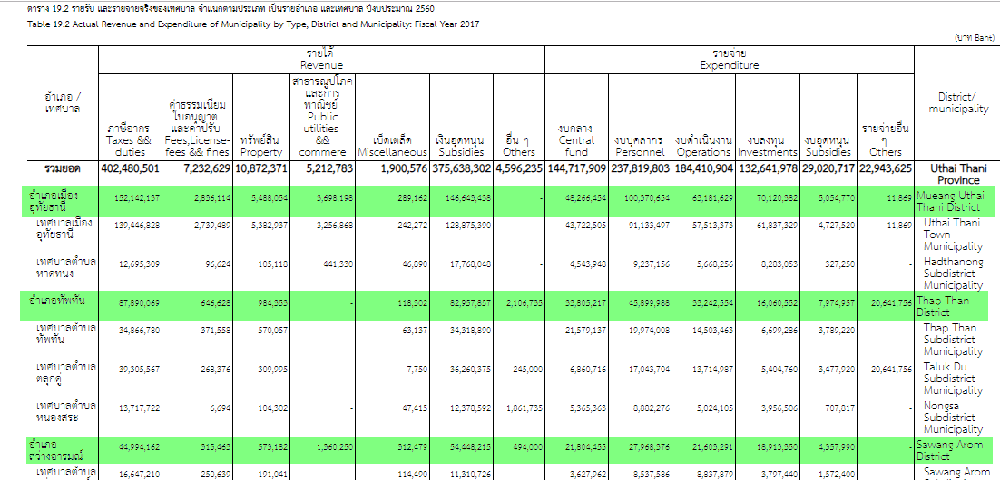 ตาราง 19.2 รายรับ และรายจ่ายจริงของเทศบาล จำแนกตามประเภท เป็นรายอำเภอ และเทศบาล ปีงบประมาณ 2560
Table 19.2 Actual Revenue and Expenditure of Municipality by Type, District and Municipality: Fiscal Year 2017
(บาท Baht)
อำเภอ /
เทศบาล
รายได้
Revenue
รายจ่าย
Expenditure
District/
municipality
ภาษีอากร
Taxes &&
duties
ค่าธรรมเนียม
ใบอนุญาต
และค่าปรับ
Fees,License-
fees && fines
ทรัพย์สิน
Property
สาธารณูปโภค
และการ
พาณิชย์
Public
utilities
&&
commere
เบ็ดเตล็ด
Miscellaneous
เงินอุดหนุน
Subsidies
อื่น ๆ
Others
งบกลาง
Central
fund
งบบุคลากร
Personnel
งบดำเนินงาน
Operations
งบลงทุน
Investments
งบอุดหนุน
Subsidies
รายจ่ายอื่น
ๆ
Others
รวมยอด 402,480,501 7,232,629 10,872,371 5,212,783 1,900,576 375,638,302 4,596,235 144,717,909 237,819,803 184,410,904 132,641,978 29,020,717 22,943,625 Uthai Thani
Province
อำเภอเมือง
อุทัยธานี
152,142,137 2,836,114 5,488,054 3,698,198 289,162 146,643,438 - 48,266,454 100,370,654 63,181,629 70,120,382 5,054,770 11,869 Mueang Uthai
Thani District
เทศบาลเมือง
อุทัยธานี
139,446,828 2,739,489 5,382,937 3,256,868 242,272 128,875,390 - 43,722,505 91,133,497 57,513,373 61,837,329 4,727,520 11,869 Uthai Thani
Town
Municipality
เทศบาลตำบล
หาดทนง
12,695,309 96,624 105,118 441,330 46,890 17,768,048 - 4,543,948 9,237,156 5,668,256 8,283,053 327,250 - Hadthanong
Subdistrict
Municipality
อำเภอทัพทัน 87,890,069 646,628 984,353 - 118,302 82,957,857 2,106,735 33,805,217 45,899,988 33,242,554 16,060,552 7,974,957 20,641,756 Thap Than
District
เทศบาลตำบล
ทัพทัน
34,866,780 371,558 570,057 - 63,137 34,318,890 - 21,579,137 19,974,008 14,503,463 6,699,286 3,789,220 - Thap Than
Subdistrict
Municipality
เทศบาลตำบล
ตลุกดู่
39,305,567 268,376 309,995 - 7,750 36,260,375 245,000 6,860,716 17,043,704 13,714,987 5,404,760 3,477,920 20,641,756 Taluk Du
Subdistrict
Municipality
เทศบาลตำบล
หนองสระ
13,717,722 6,694 104,302 - 47,415 12,378,592 1,861,735 5,365,363 8,882,276 5,024,105 3,956,506 707,817 - Nongsa
Subdistrict
Municipality
อำเภอ
สว่างอารมณ์
44,994,162 315,463 573,182 1,360,250 312,479 54,448,215 494,000 21,804,455 27,968,376 21,603,291 18,913,350 4,357,990 - Sawang Arom
District
เทศบาลตำบล 16,647,210 250,639 191,041 - 114,490 11,310,726 - 3,627,962 8,537,586 8,837,879 3,797,440 1,572,400 - Sawang Arom